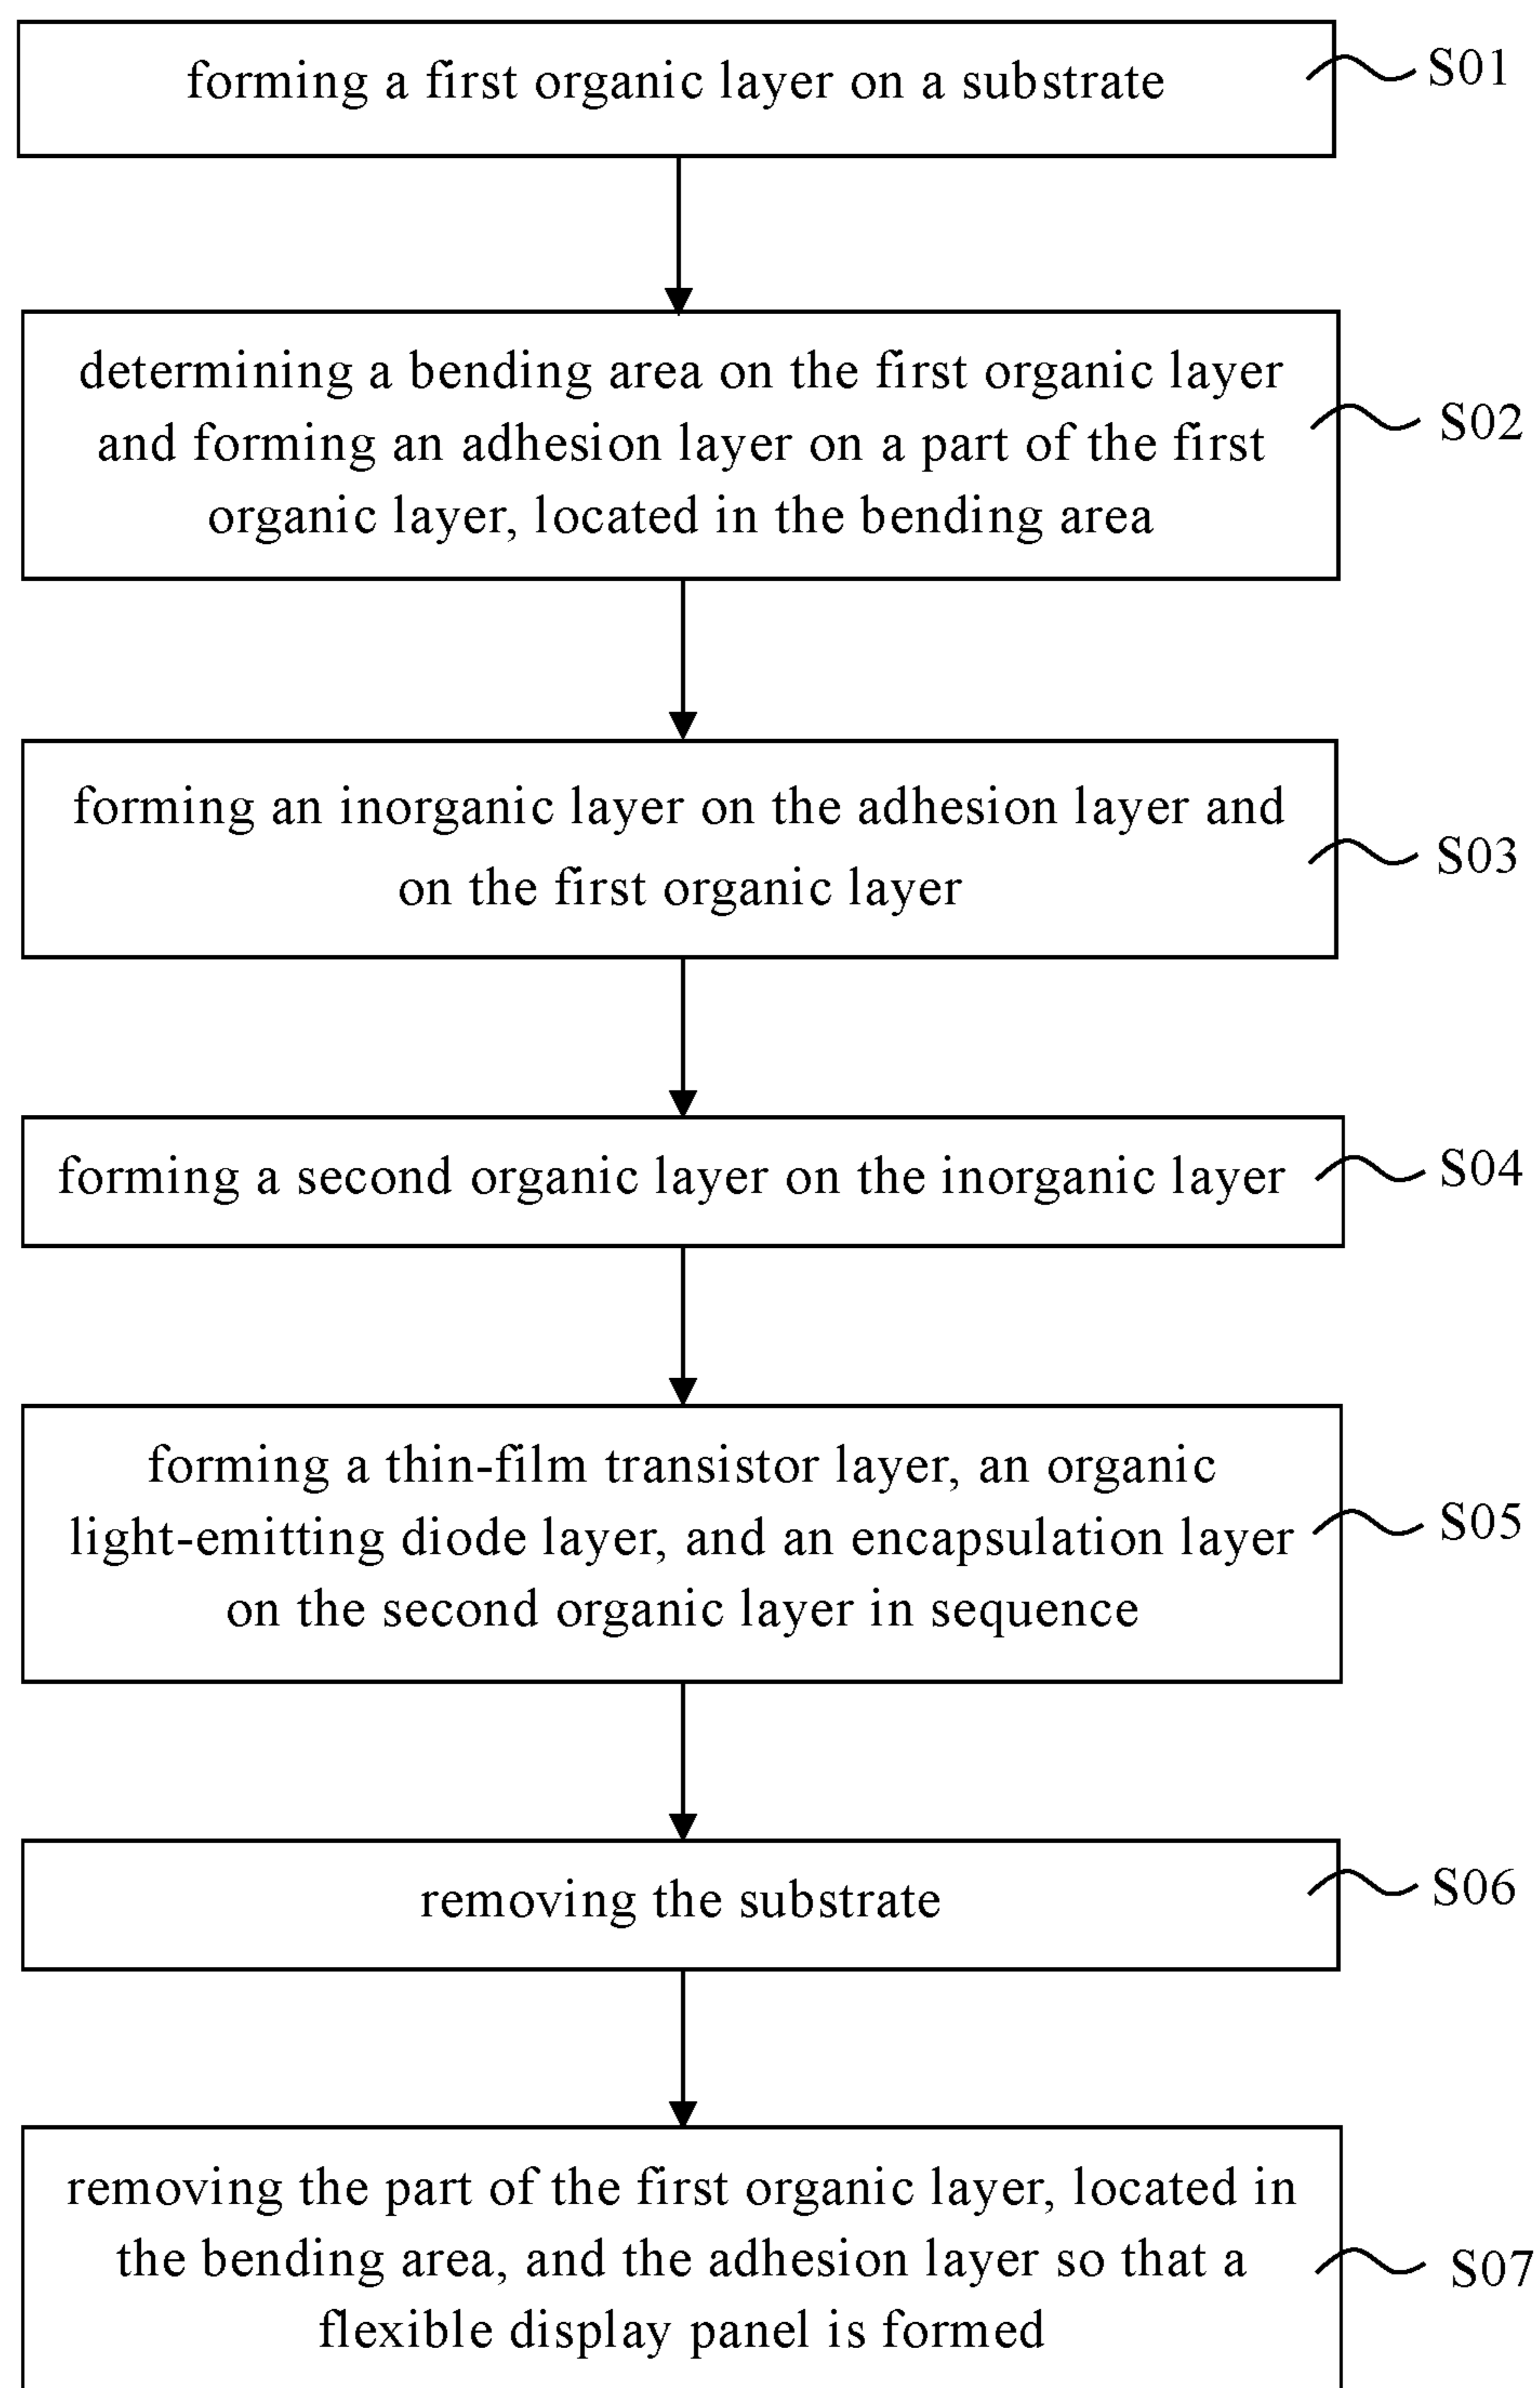 forming a first organic layer on a substrate
S01
determining a bending area on the first organic layer
and forming an adhesion layer on a part of the first
organic layer, located in the bending area
S02
forming an inorganic layer on the adhesion layer and
on the first organic layer
S03
forming a second organic layer on the inorganic layer
S04
forming a thin-film transistor layer, an organic
light-emitting diode layer, and an encapsulation layer
on the second organic layer in sequence
S05
removing the substrate
S06
removing the part of the first organic layer, located in
the bending area, and the adhesion layer so that a
flexible display panel is formed
S07